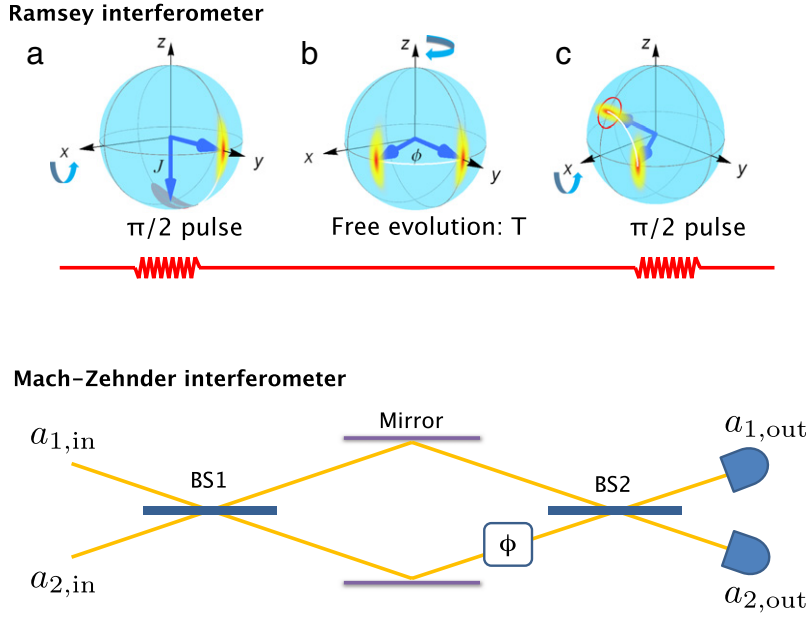 Ramsey interferometer
a
b
c
z
x
y
J
z
x
y
ϕ
z
x
y
π/2 pulse
Free evolution: T
π/2 pulse
Mach-Zehnder interferometer
a1,in
Mirror
a1,out
BS1
BS2
ϕ
a2,in
a2,out